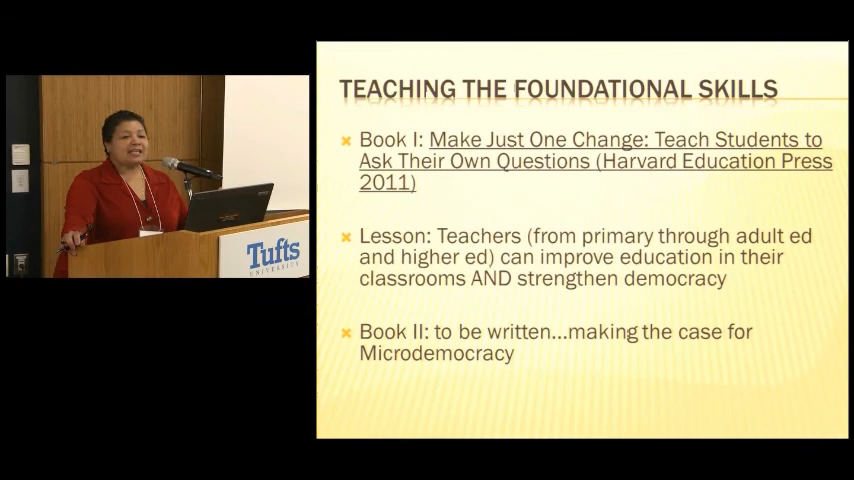 TEACHING THE FOUNDATIONAL SKILLS
Book I: Make Just One Change: Teach Students to
Ask Their Own Questions (Harvard Education Press
2011)
Lesson: Teachers (from primary through adult ed
and higher ed) can improve education in their
classrooms AND strengthen democracy
Book II: to be written...making the case for
Microdemocracy
Tufts
UNIVERSITY